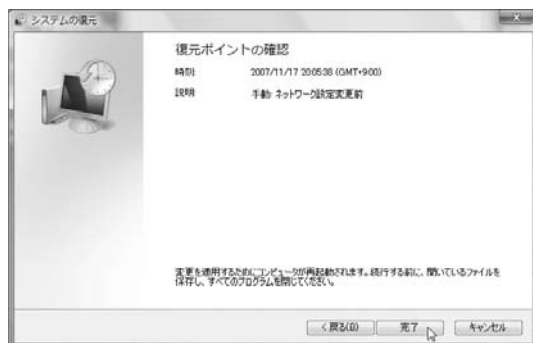 システムの復元
復元ポイントの確認
時刻 2007/11/17 20:05:38 (GMT+9:00)
説明 手動: ネットワーク設定変更前
変更を適用するためにコンピュータが再起動されます。続行する前に、開いているファイルを
保存し、すべてのプログラムを閉じてください。
< 戻る(B) 完了 キャンセル